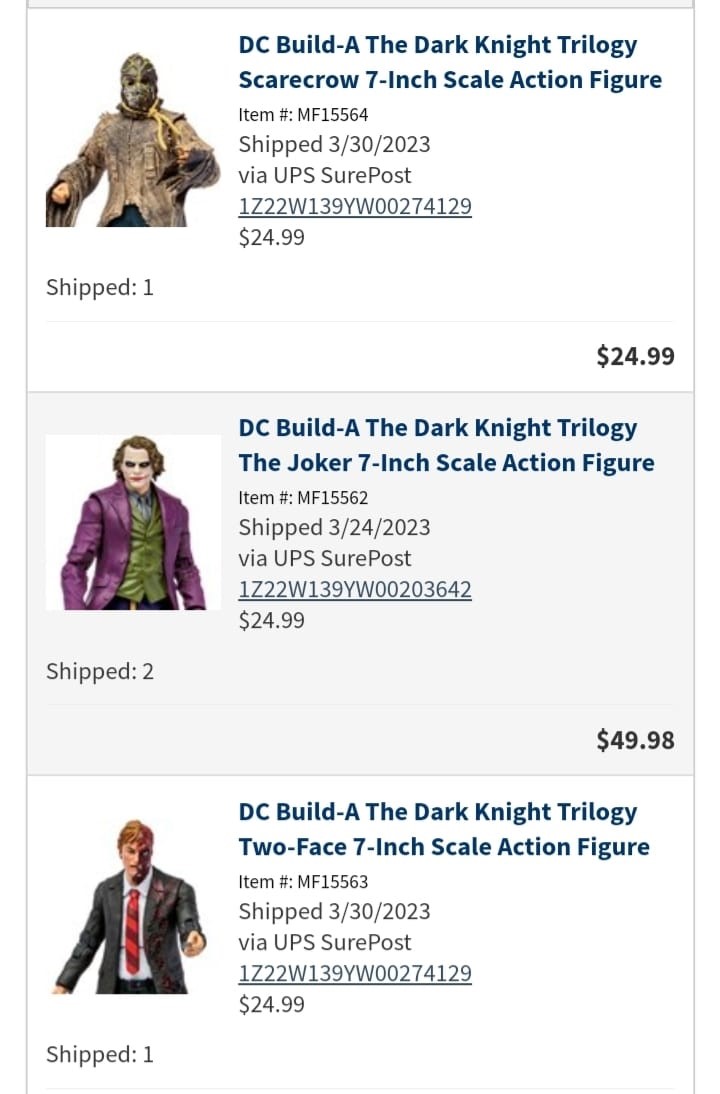 DC Build-A The Dark Knight Trilogy
Scarecrow 7-Inch Scale Action Figure
Item #: MF15564
Shipped 3/30/2023
via UPS SurePost
1Z22W139YW00274129
$24.99
Shipped: 1
$24.99
DC Build-A The Dark Knight Trilogy
The Joker 7-Inch Scale Action Figure
Item #: MF15562
Shipped 3/24/2023
via UPS SurePost
1Z22W139YW00203642
$24.99
Shipped: 2
$49.98
DC Build-A The Dark Knight Trilogy
Two-Face 7-Inch Scale Action Figure
Item #: MF15563
Shipped 3/30/2023
via UPS SurePost
1Z22W139YW00274129
$24.99
Shipped: 1